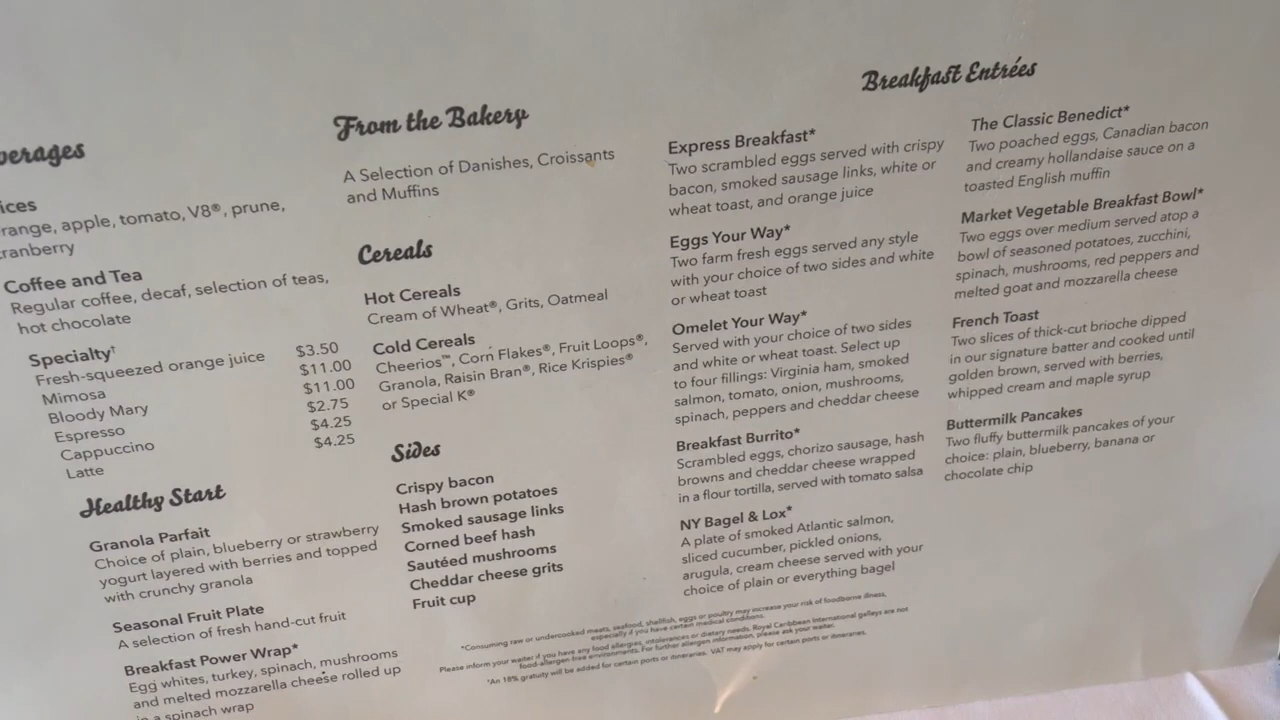 Coffee and Tea
Regular coffee, decaf, selection of teas,
hot chocolate
Specialty†
Fresh-squeezed orange juice $3.50
Mimosa $11.00
Bloody Mary $11.00
Espresso $2.75
Cappuccino $4.25
Latte $4.25
Healthy Start
Granola Parfait
Choice of plain, blueberry or strawberry
yogurt layered with berries and topped
with crunchy granola
Seasonal Fruit Plate
A selection of fresh hand-cut fruit
Breakfast Power Wrap*
Egg whites, turkey, spinach, mushrooms
and melted mozzarella cheese rolled up
in a spinach wrap
From the Bakery
A Selection of Danishes, Croissants
and Muffins
Cereals
Hot Cereals
Cream of Wheat®, Grits, Oatmeal
Cold Cereals
Cheerios™, Corn Flakes®, Fruit Loops®,
Granola, Raisin Bran®, Rice Krispies®
or Special K®
Sides
Crispy bacon
Hash brown potatoes
Smoked sausage links
Corned beef hash
Sautéed mushrooms
Cheddar cheese grits
Fruit cup
Breakfast Entrées
Express Breakfast*
Two scrambled eggs served with crispy
bacon, smoked sausage links, white or
wheat toast, and orange juice
Eggs Your Way*
Two farm fresh eggs served any style
with your choice of two sides and white
or wheat toast
Omelet Your Way*
Served with your choice of two sides
and white or wheat toast. Select up
to four fillings: Virginia ham, smoked
salmon, tomato, onion, mushrooms,
spinach, peppers and cheddar cheese
Breakfast Burrito*
Scrambled eggs, chorizo sausage, hash
browns and cheddar cheese wrapped
in a flour tortilla, served with tomato salsa
NY Bagel & Lox*
A plate of smoked Atlantic salmon,
sliced cucumber, pickled onions,
arugula, cream cheese served with your
choice of plain or everything bagel
The Classic Benedict*
Two poached eggs, Canadian bacon
and creamy hollandaise sauce on a
toasted English muffin
Market Vegetable Breakfast Bowl*
Two eggs over medium served atop a
bowl of seasoned potatoes, zucchini,
spinach, mushrooms, red peppers and
melted goat and mozzarella cheese
French Toast
Two slices of thick-cut brioche dipped
in our signature batter and cooked until
golden brown, served with berries,
whipped cream and maple syrup
Buttermilk Pancakes
Two fluffy buttermilk pancakes of your
choice: plain, blueberry, banana or
chocolate chip
*Consuming raw or undercooked meats, seafood, shellfish, eggs or poultry may increase your risk of foodborne illness,
especially if you have certain medical conditions.
Please inform your waiter if you have any food allergies, intolerances or dietary needs. Royal Caribbean International galleys are not
food-allergen-free environments. For further allergen information, please ask your waiter.
*An 18% gratuity will be added for certain ports or itineraries. VAT may apply for certain ports or itineraries.